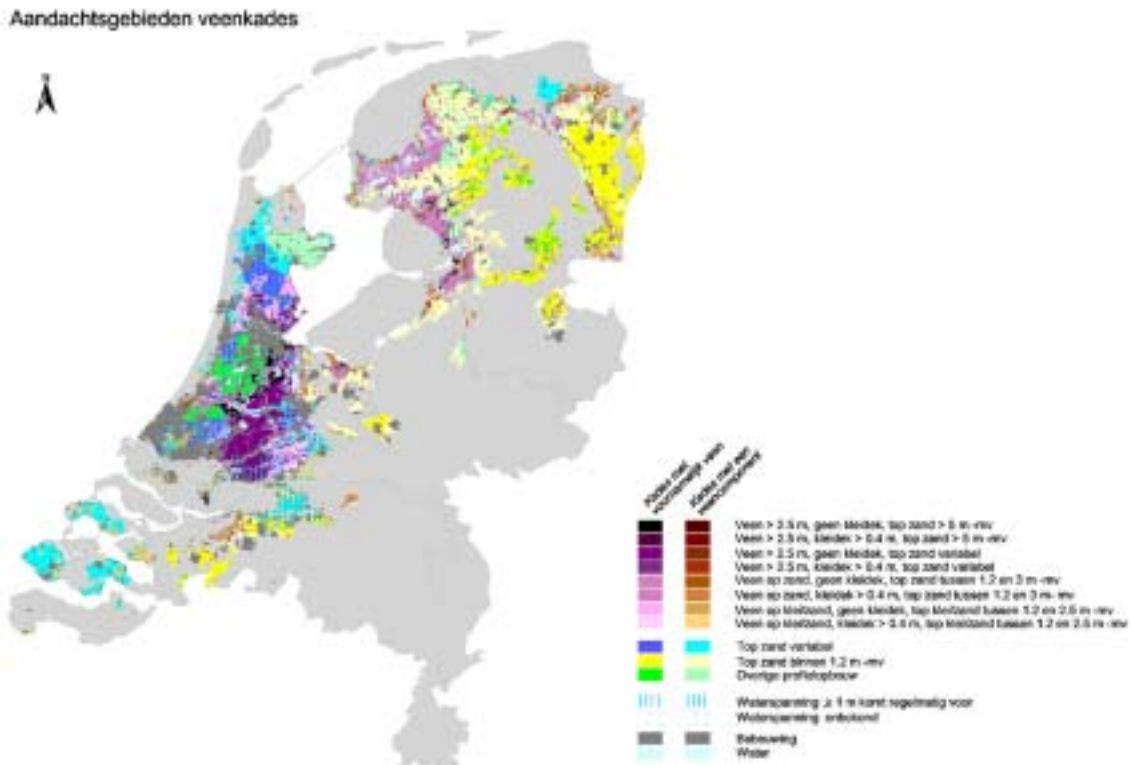 Aandachtsgebieden veenkades
N
Kades met
voornamelijk veen
Kades met een
veencomponent
Veen > 2.5 m, geen kleidek, top zand > 5 m -mv
Veen > 2.5 m, kleidek > 0.4 m, top zand > 5 m -mv
Veen > 2.5 m, geen kleidek, top zand variabel
Veen > 2.5 m, kleidek > 0.4 m, top zand variabel
Veen op zand, geen kleidek, top zand tussen 1.2 en 3 m -mv
Veen op zand, kleidek > 0.4 m, top zand tussen 1.2 en 3 m- mv
Veen op kleizand, geen kleidek, top kleizand tussen 1.2 en 2.5 m -mv
Veen op kleizand, kleidek > 0.4 m, top kleizand tussen 1.2 en 2.5 m -mv
Top zand variabel
Top zand binnen 1.2 m -mv
Overige profielopbouw
Waterspanning ≥ 1 m komt regelmatig voor
Waterspanning onbekend
Bebouwing
Water